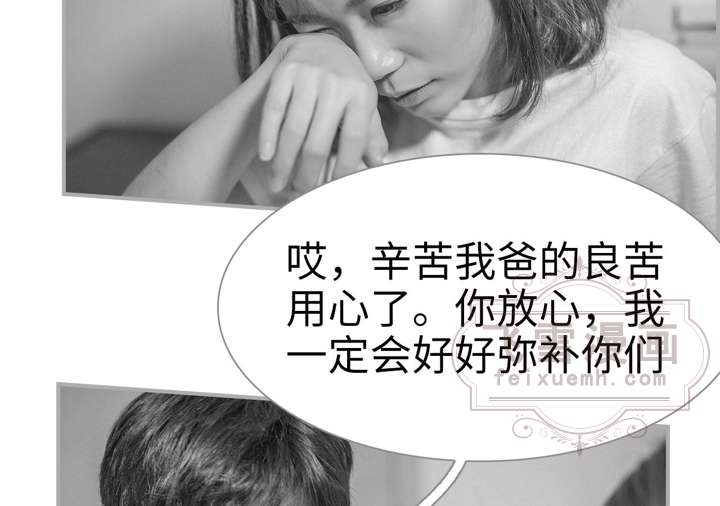 哎，辛苦我爸的良苦
用心了。你放心，我
一定会好好弥补你们
飞雪漫画
feixuemh.com